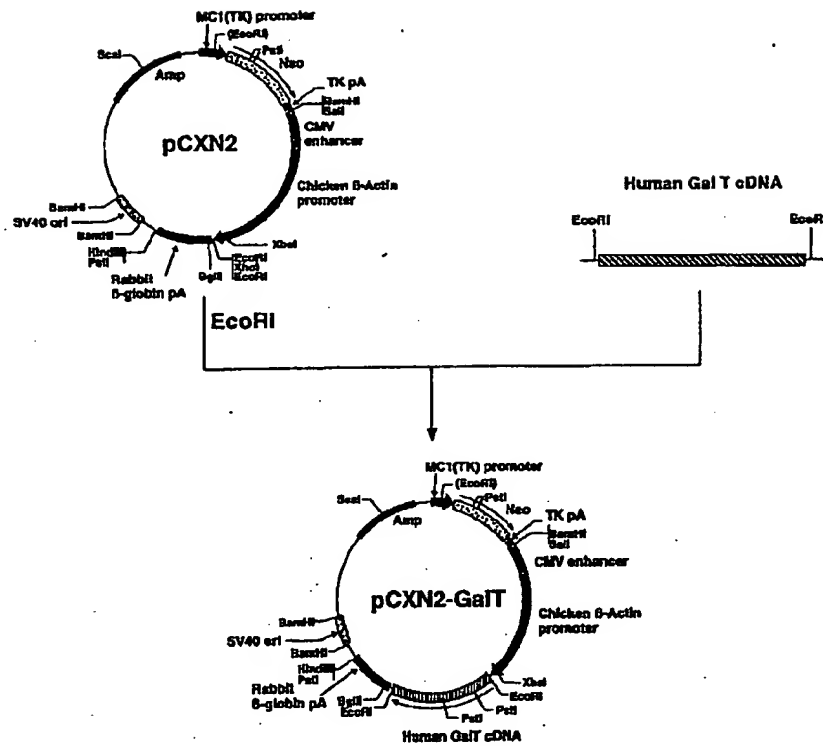 MC1(TK) promoter
(EcoRI)
PstI
Neo
ScaI
Amp
TK pA
BamHI
SalI
CMV
enhancer
pCXN2
Chicken β-Actin
promoter
BamHI
SV40 ori
BamHI
HindIII
PstI
Rabbit
β-globin pA
BglII
XbaI
EcoRI
XhoI
EcoRI
Human GalT cDNA
EcoRI
EcoR
EcoRI
MC1(TK) promoter
(EcoRI)
PstI
Neo
ScaI
Amp
TK pA
BamHI
SalI
CMV enhancer
pCXN2-GalT
Chicken β-Actin
promoter
BamHI
SV40 ori
BamHI
HindIII
PstI
Rabbit
β-globin pA
BglII
EcoRI
XbaI
EcoRI
PstI
PstI
Human GalT cDNA